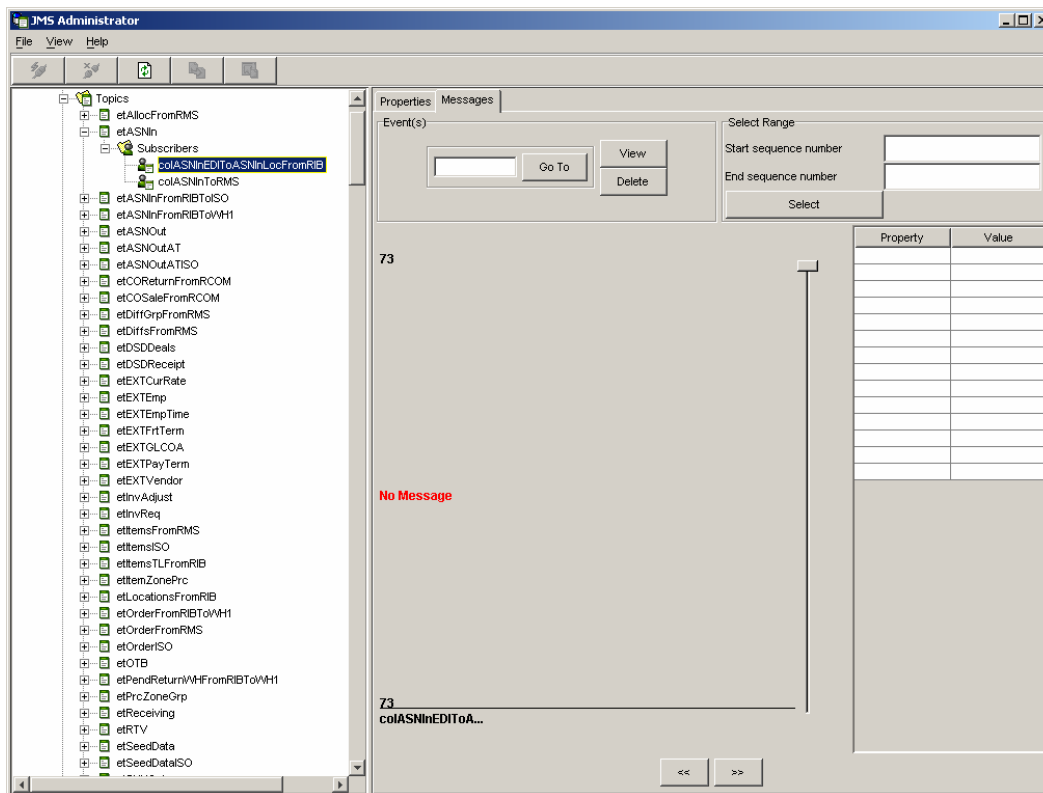 JMS Administrator
File View Help
Topics
etAllocFromRMS
etASNIn
Subscribers
colASNInEDIToASNInLocFromRIB
colASNInToRMS
etASNInFromRIBToISO
etASNInFromRIBToWH1
etASNOut
etASNOutAT
etASNOutATISO
etCOReturnFromRCOM
etCOSaleFromRCOM
etDiffGrpFromRMS
etDiffsFromRMS
etDSDDeals
etDSDReceipt
etEXTCurRate
etEXTEmp
etEXTEmpTime
etEXTFrtTerm
etEXTGLCOA
etEXTPayTerm
etEXTVendor
etInvAdjust
etInvReq
etItemsFromRMS
etItemsISO
etItemsTLFromRIB
etItemZonePrc
etLocationsFromRIB
etOrderFromRIBToWH1
etOrderFromRMS
etOrderISO
etOTB
etPendReturnWHFromRIBToWH1
etPrcZoneGrp
etReceiving
etRTV
etSeedData
etSeedDataISO
Properties Messages
Event(s)
Go To
View
Delete
Select Range
Start sequence number
End sequence number
Select
73
No Message
73
colASNInEDIToA...
<< >>
Property Value